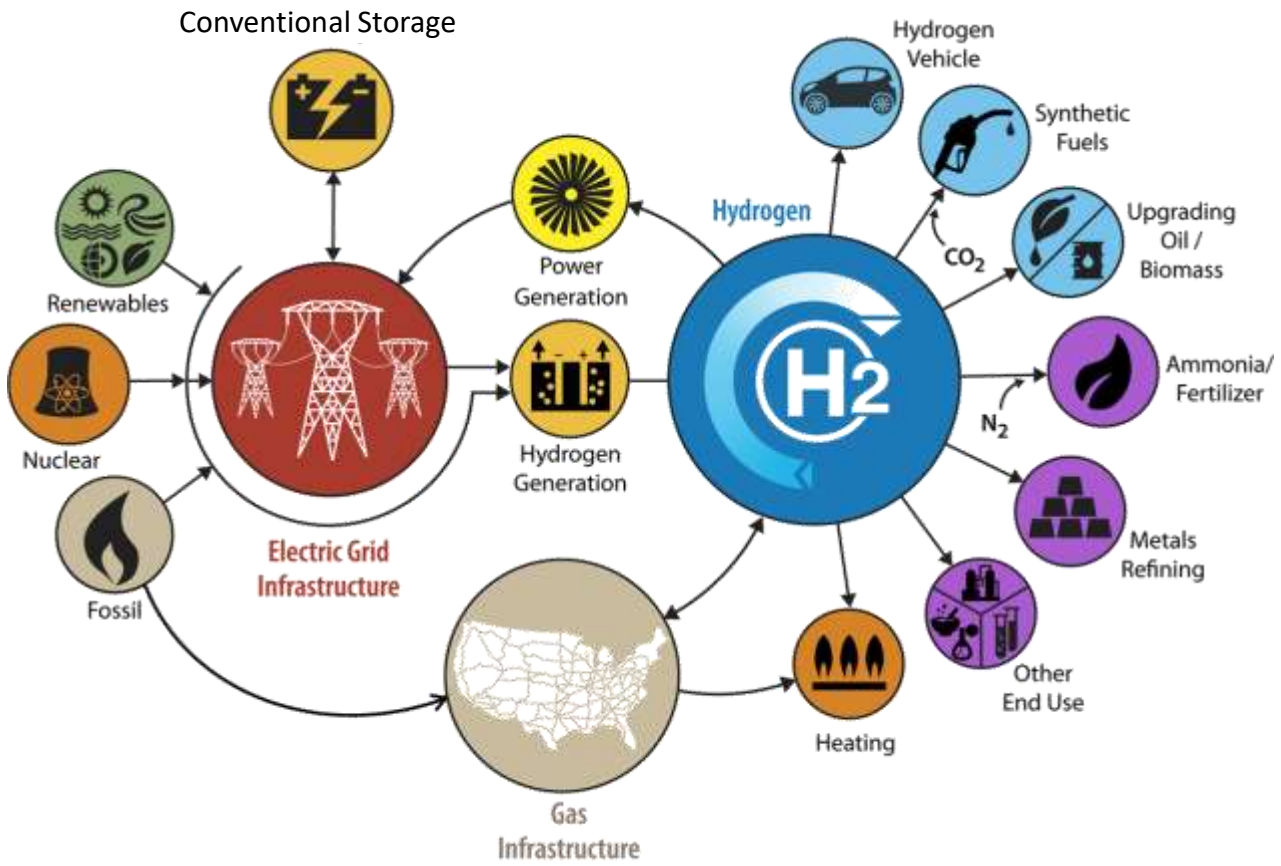 Conventional Storage
Hydrogen
Vehicle
Synthetic
Fuels
Hydrogen
Upgrading
Oil /
Biomass
CO2
Renewables
Power
Generation
H2
Ammonia/
Fertilizer
N2
Nuclear
Hydrogen
Generation
Electric Grid
Infrastructure
Metals
Refining
Fossil
Other
End Use
Heating
Gas
Infrastructure